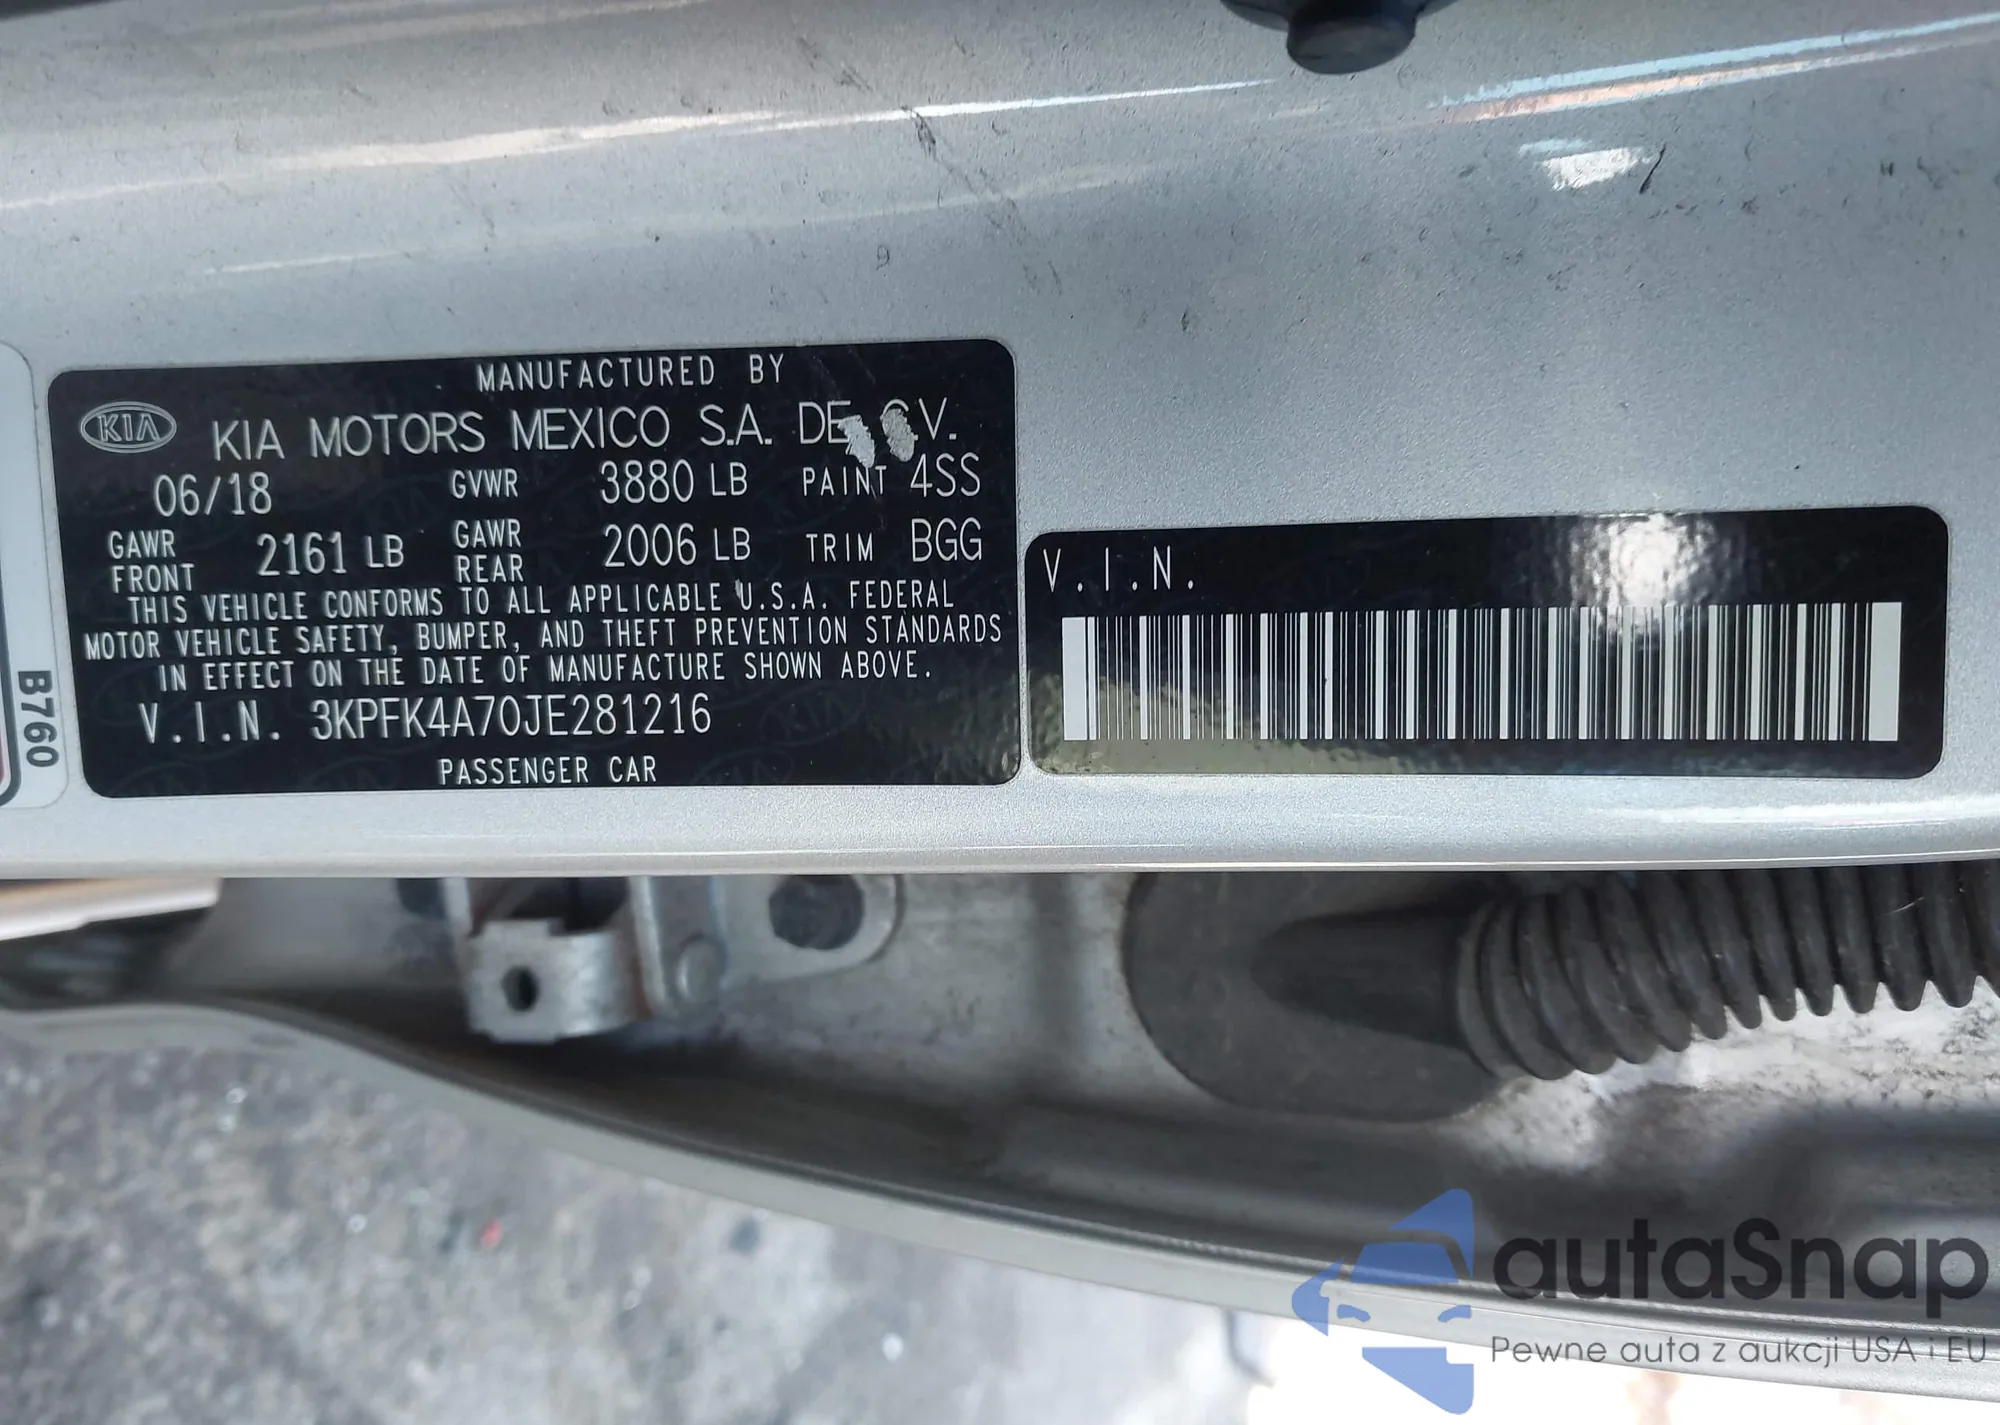 MANUFACTURED BY
KIA KIA MOTORS MEXICO S.A. DE C.V.
06/18 GVWR 3880 LB PAINT 4SS
GAWR FRONT 2161 LB GAWR REAR 2006 LB TRIM BGG
THIS VEHICLE CONFORMS TO ALL APPLICABLE U.S.A. FEDERAL
MOTOR VEHICLE SAFETY, BUMPER, AND THEFT PREVENTION STANDARDS
IN EFFECT ON THE DATE OF MANUFACTURE SHOWN ABOVE.
V.I.N. 3KPFK4A70JE281216
PASSENGER CAR
V.I.N.
B760
autaSnap
Pewne auta z aukcji USA i EU